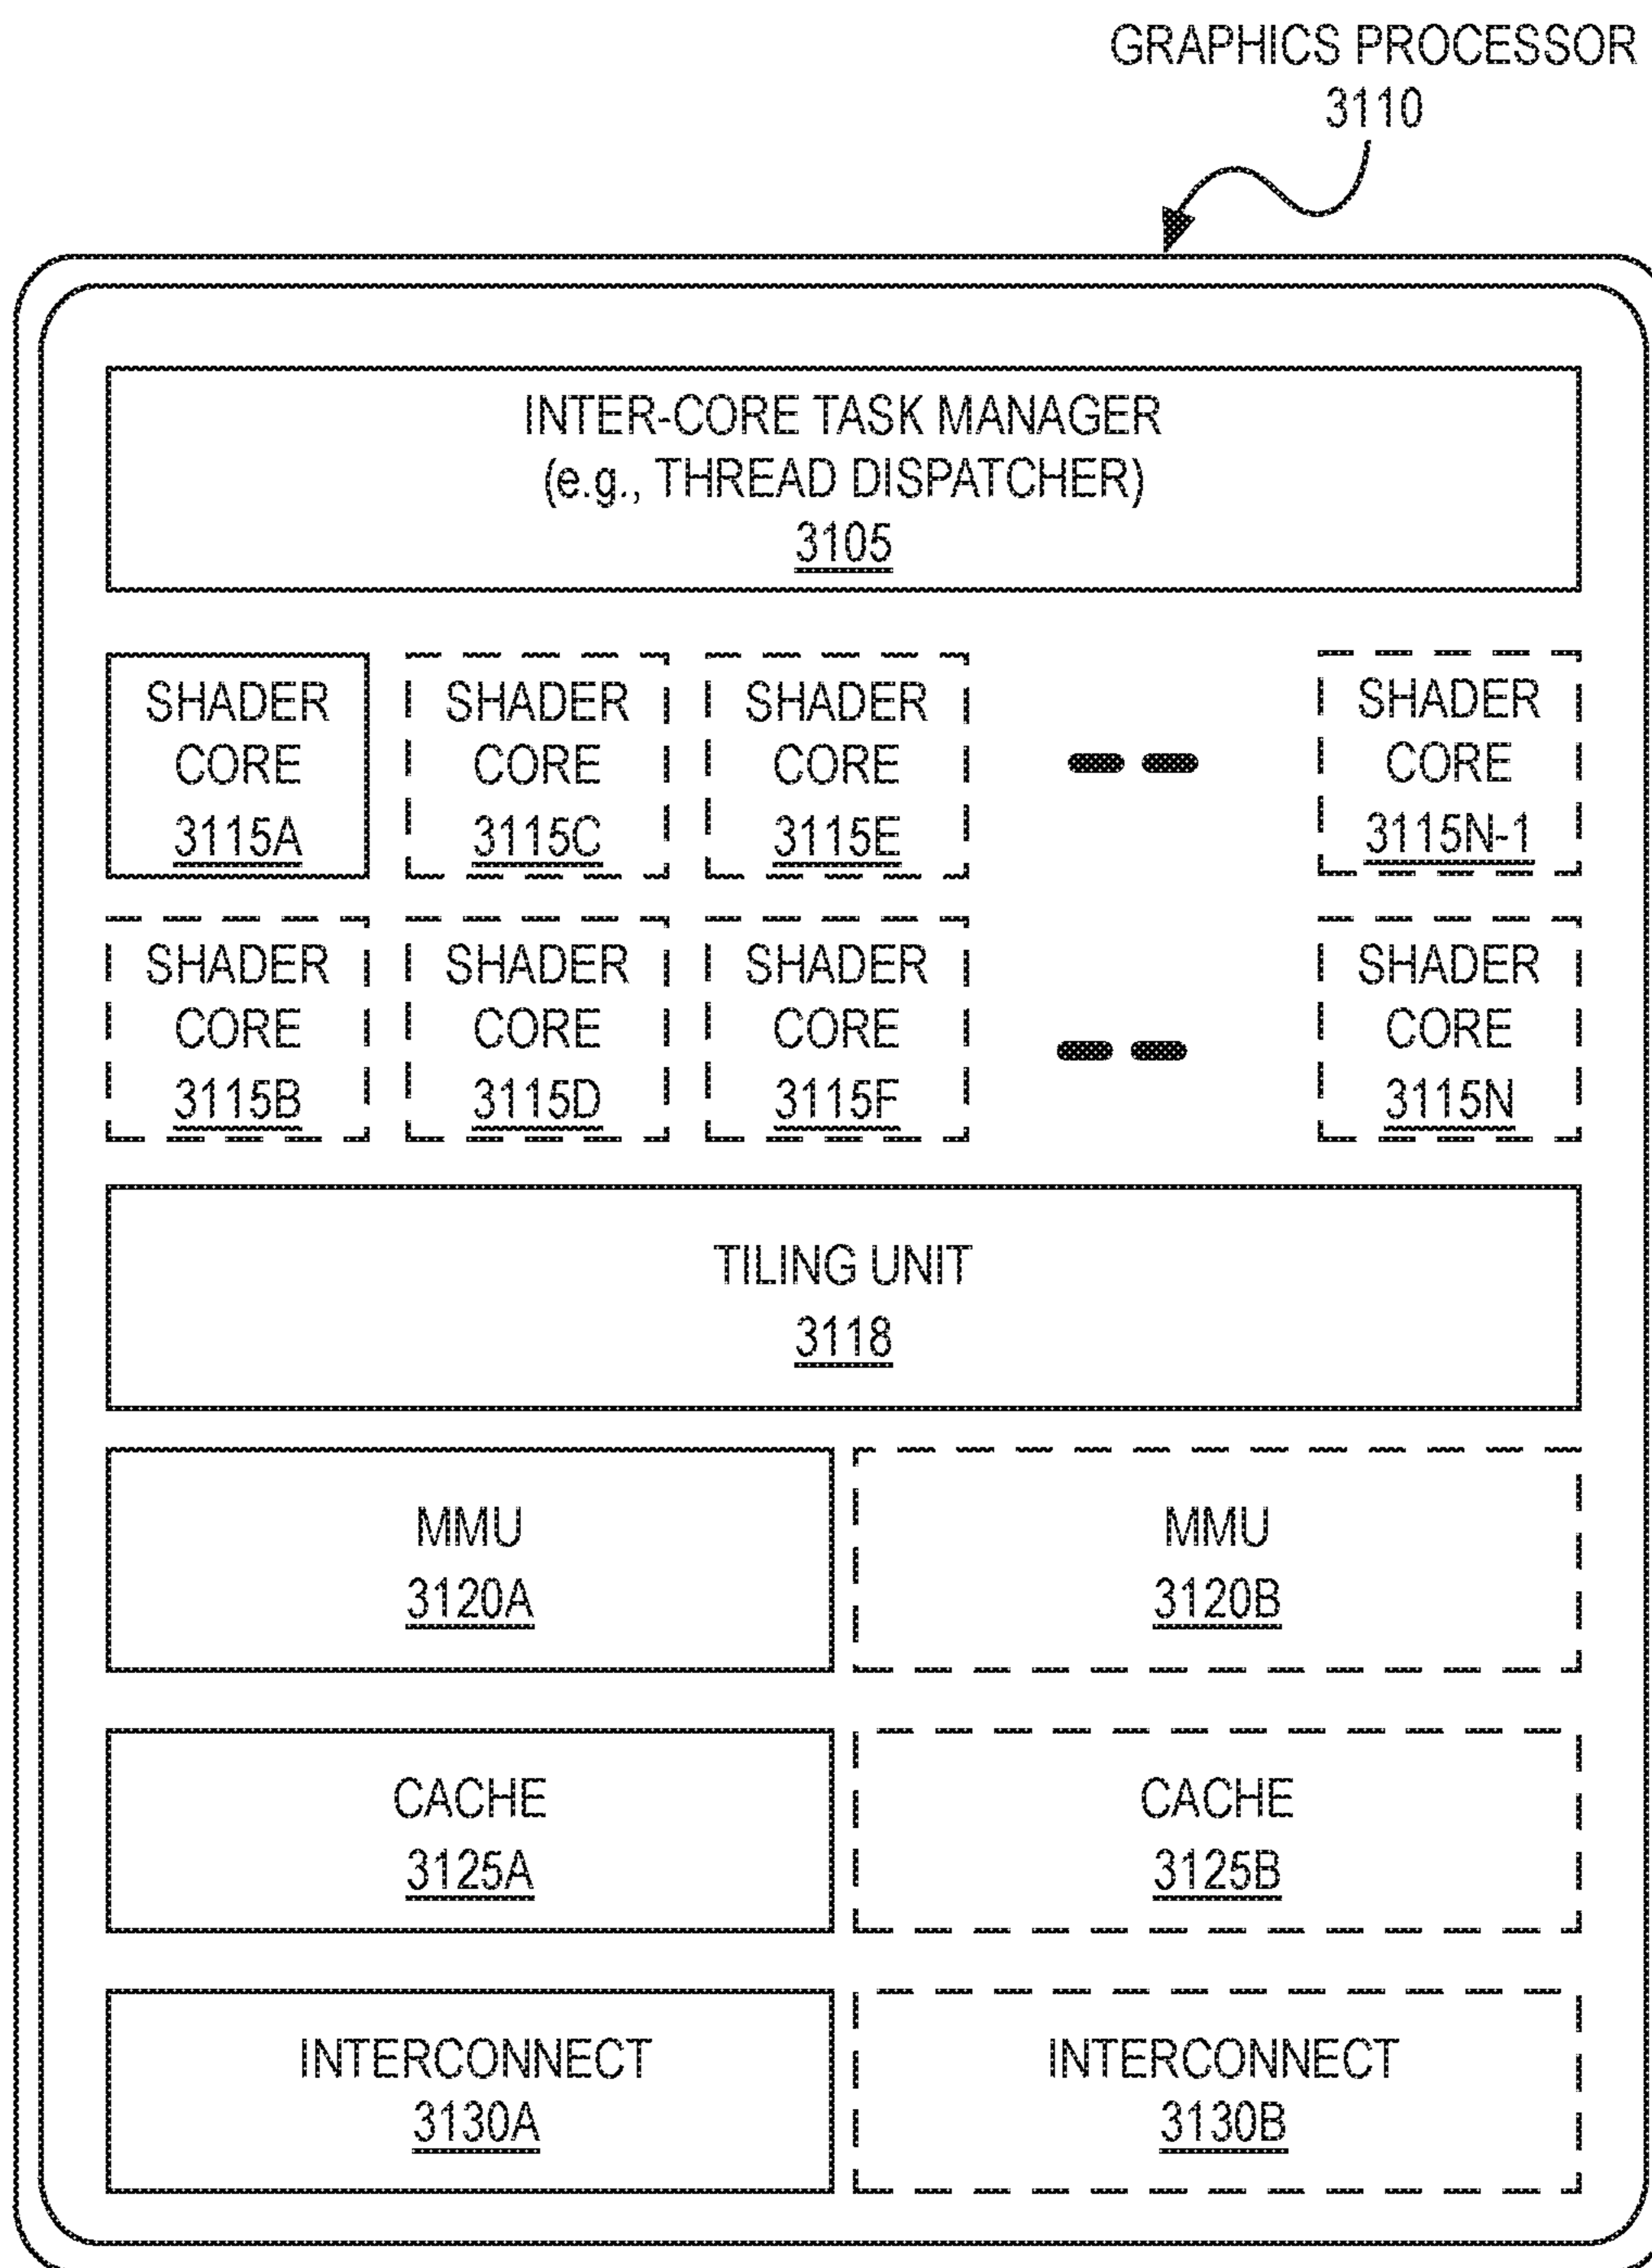 GRAPHICS PROCESSOR
3110
INTER-CORE TASK MANAGER
(e.g., THREAD DISPATCHER)
3105
SHADER
CORE
3115A
SHADER
CORE
3115C
SHADER
CORE
3115E
SHADER
CORE
3115N-1
SHADER
CORE
3115B
SHADER
CORE
3115D
SHADER
CORE
3115F
SHADER
CORE
3115N
TILING UNIT
3118
MMU
3120A
MMU
3120B
CACHE
3125A
CACHE
3125B
INTERCONNECT
3130A
INTERCONNECT
3130B